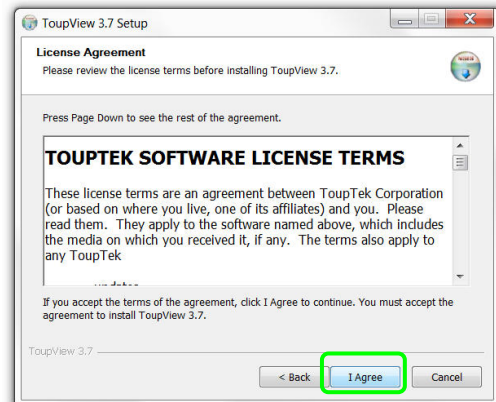 ToupView 3.7 Setup
License Agreement
Please review the license terms before installing ToupView 3.7.
Press Page Down to see the rest of the agreement.
TOUPTEK SOFTWARE LICENSE TERMS
These license terms are an agreement between ToupTek Corporation
(or based on where you live, one of its affiliates) and you. Please
read them. They apply to the software named above, which includes
the media on which you received it, if any. The terms also apply to
any ToupTek
If you accept the terms of the agreement, click I Agree to continue. You must accept the
agreement to install ToupView 3.7.
ToupView 3.7
< Back
I Agree
Cancel